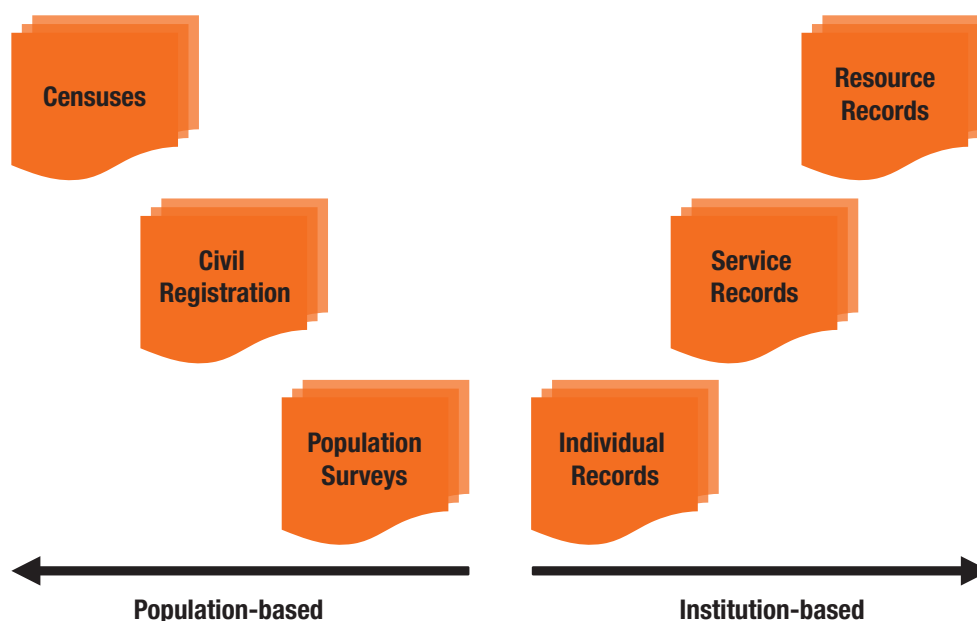 Censuses
Resource
Records
Civil
Registration
Service
Records
Population
Surveys
Individual
Records
Population-based
Institution-based